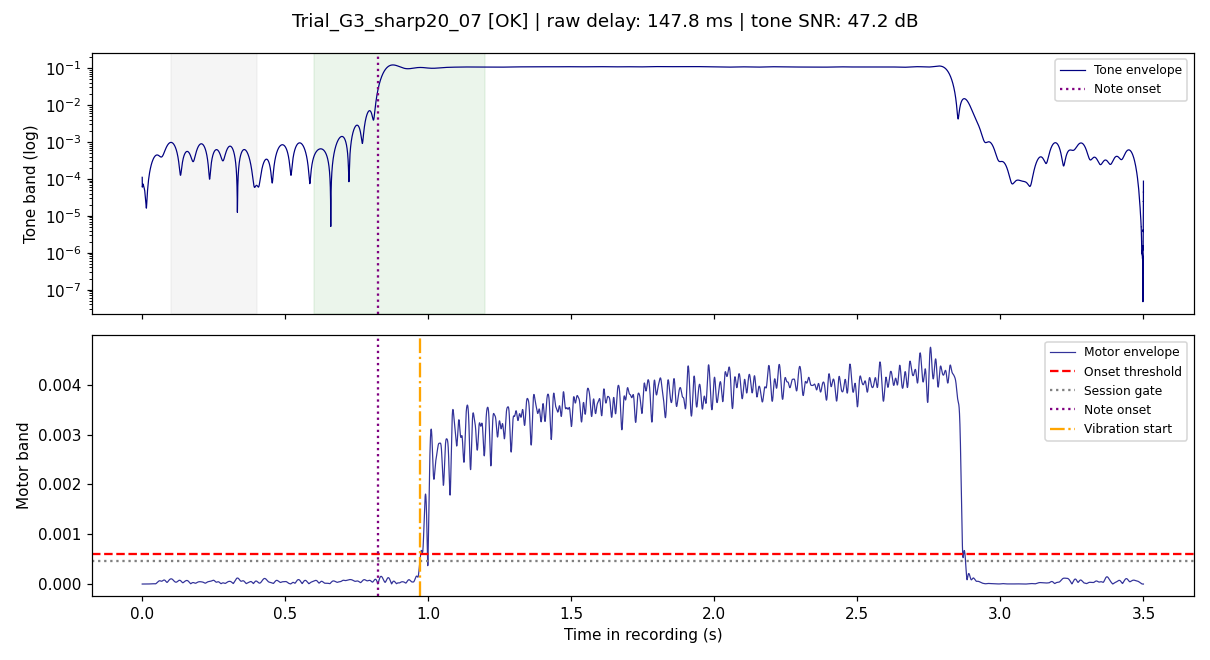 Trial_G3_sharp20_07 [OK] | raw delay: 147.8 ms | tone SNR: 47.2 dB
Tone band (log)
10⁻¹
10⁻²
10⁻³
10⁻⁴
10⁻⁵
10⁻⁶
10⁻⁷
Tone envelope
Note onset
Motor band
0.004
0.003
0.002
0.001
0.000
Motor envelope
Onset threshold
Session gate
Note onset
Vibration start
0.0 0.5 1.0 1.5 2.0 2.5 3.0 3.5
Time in recording (s)